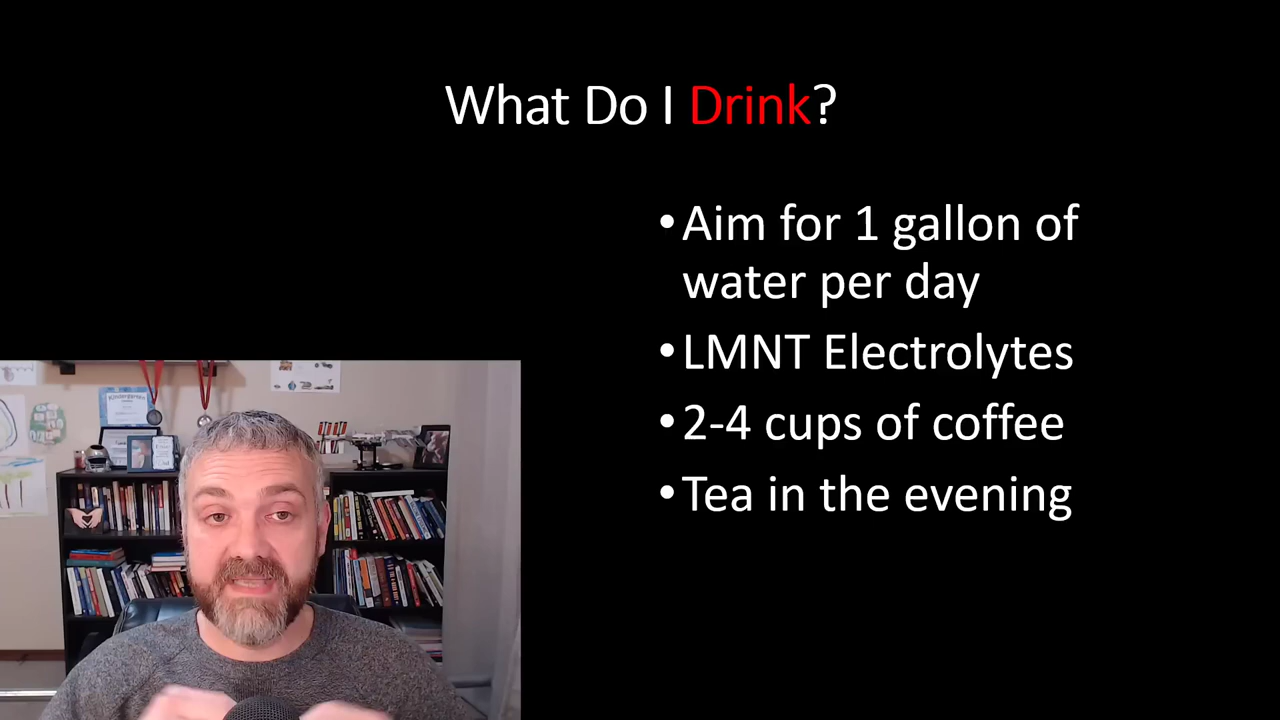 What Do I Drink?
•Aim for 1 gallon of
water per day
•LMNT Electrolytes
•2-4 cups of coffee
•Tea in the evening